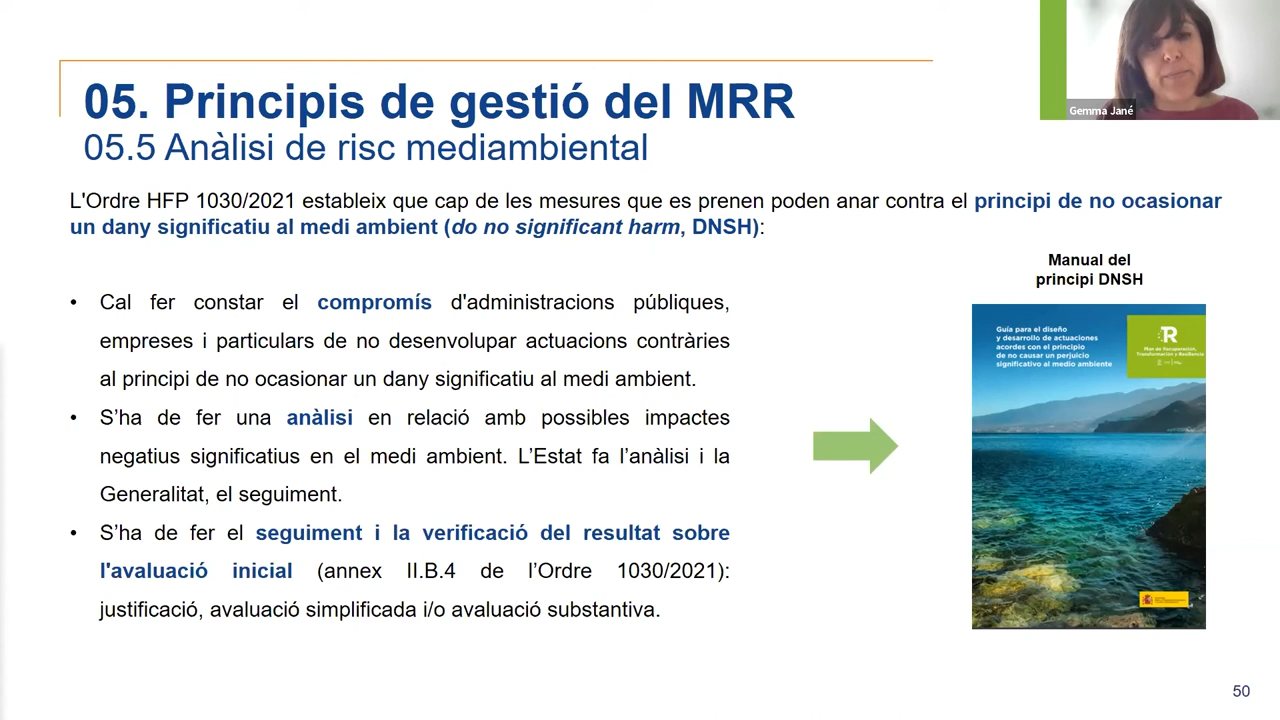 05. Principis de gestió del MRR
05.5 Anàlisi de risc mediambiental
Gemma Jané
L'Ordre HFP 1030/2021 estableix que cap de les mesures que es prenen poden anar contra el principi de no ocasionar
un dany significatiu al medi ambient (do no significant harm, DNSH):
• Cal fer constar el compromís d'administracions públiques,
empreses i particulars de no desenvolupar actuacions contràries
al principi de no ocasionar un dany significatiu al medi ambient.
• S’ha de fer una anàlisi en relació amb possibles impactes
negatius significatius en el medi ambient. L’Estat fa l’anàlisi i la
Generalitat, el seguiment.
• S’ha de fer el seguiment i la verificació del resultat sobre
l'avaluació inicial (annex II.B.4 de l’Ordre 1030/2021):
justificació, avaluació simplificada i/o avaluació substantiva.
Manual del
principi DNSH
Guía para el diseño
y desarrollo de actuaciones
acordes con el principio
de no causar un perjuicio
significativo al medio ambiente
R
Plan de Recuperación,
Transformación y Resiliencia
50